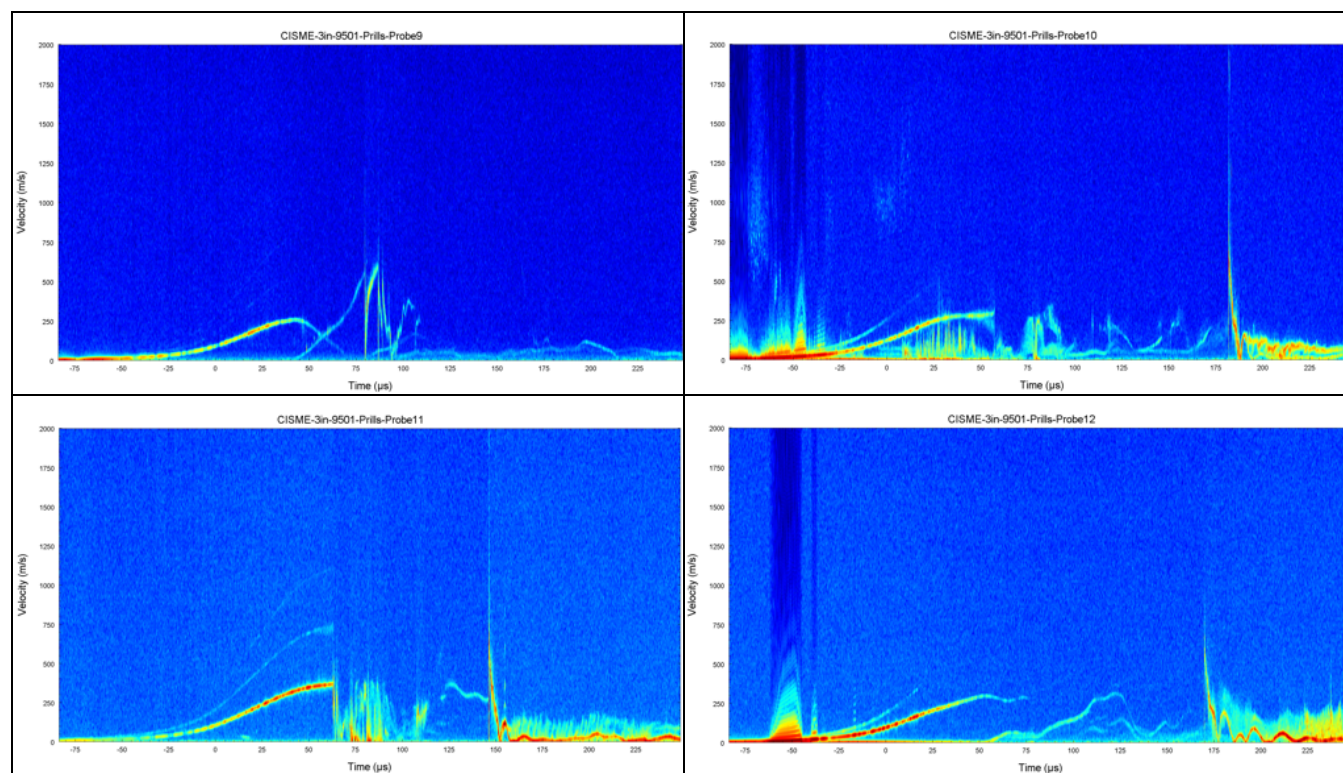 CISME-3in-9501-Prills-Probe9
2000
1750
1500
1250
1000
750
500
250
0
Velocity (m/s)
-75 -50 -25 0 25 50 75 100 125 150 175 200 225
Time (µs)
CISME-3in-9501-Prills-Probe10
2000
1750
1500
1250
1000
750
500
250
0
Velocity (m/s)
-75 -50 -25 0 25 50 75 100 125 150 175 200 225
Time (µs)
CISME-3in-9501-Prills-Probe11
2000
1750
1500
1250
1000
750
500
250
0
Velocity (m/s)
-75 -50 -25 0 25 50 75 100 125 150 175 200 225
Time (µs)
CISME-3in-9501-Prills-Probe12
2000
1750
1500
1250
1000
750
500
250
0
Velocity (m/s)
-75 -50 -25 0 25 50 75 100 125 150 175 200 225
Time (µs)